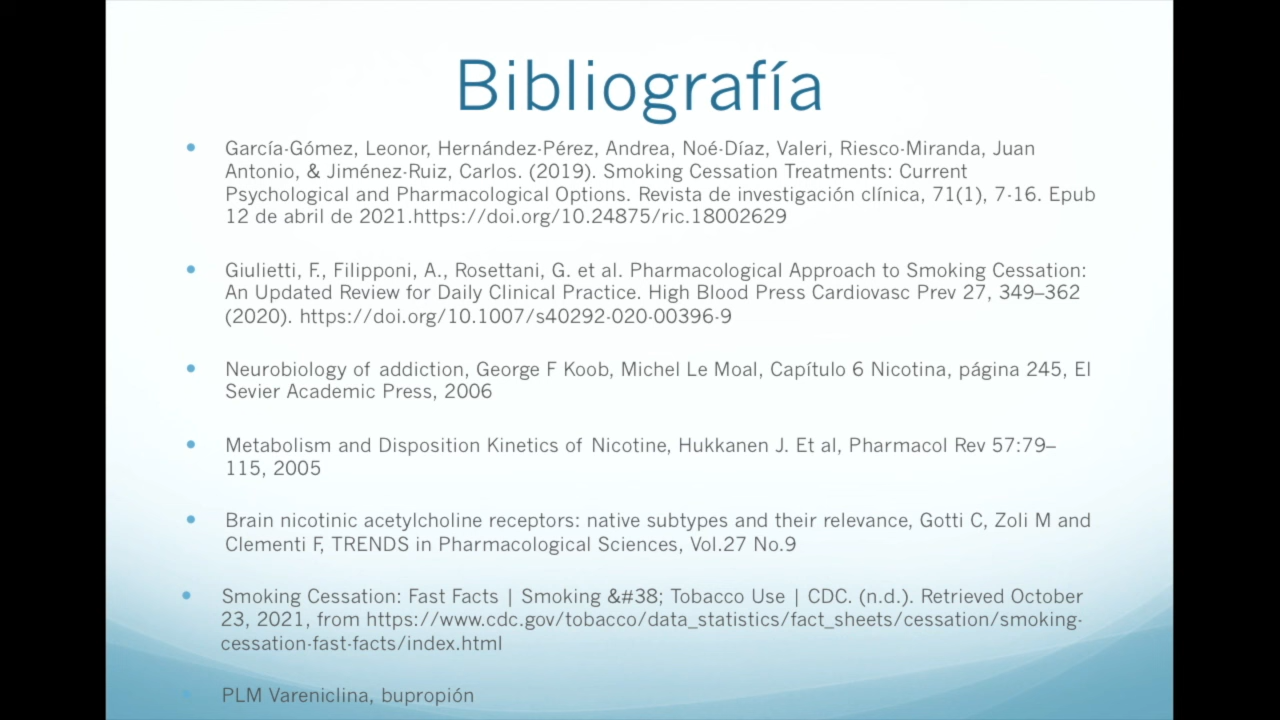 Bibliografía
• García-Gómez, Leonor, Hernández-Pérez, Andrea, Noé-Díaz, Valeri, Riesco-Miranda, Juan
Antonio, & Jiménez-Ruiz, Carlos. (2019). Smoking Cessation Treatments: Current
Psychological and Pharmacological Options. Revista de investigación clínica, 71(1), 7-16. Epub
12 de abril de 2021.https://doi.org/10.24875/ric.18002629
• Giulietti, F., Filipponi, A., Rosettani, G. et al. Pharmacological Approach to Smoking Cessation:
An Updated Review for Daily Clinical Practice. High Blood Press Cardiovasc Prev 27, 349–362
(2020). https://doi.org/10.1007/s40292-020-00396-9
• Neurobiology of addiction, George F Koob, Michel Le Moal, Capítulo 6 Nicotina, página 245, El
Sevier Academic Press, 2006
• Metabolism and Disposition Kinetics of Nicotine, Hukkanen J. Et al, Pharmacol Rev 57:79–
115, 2005
• Brain nicotinic acetylcholine receptors: native subtypes and their relevance, Gotti C, Zoli M and
Clementi F, TRENDS in Pharmacological Sciences, Vol.27 No.9
• Smoking Cessation: Fast Facts | Smoking &#38; Tobacco Use | CDC. (n.d.). Retrieved October
23, 2021, from https://www.cdc.gov/tobacco/data_statistics/fact_sheets/cessation/smoking-
cessation-fast-facts/index.html
• PLM Vareniclina, bupropión